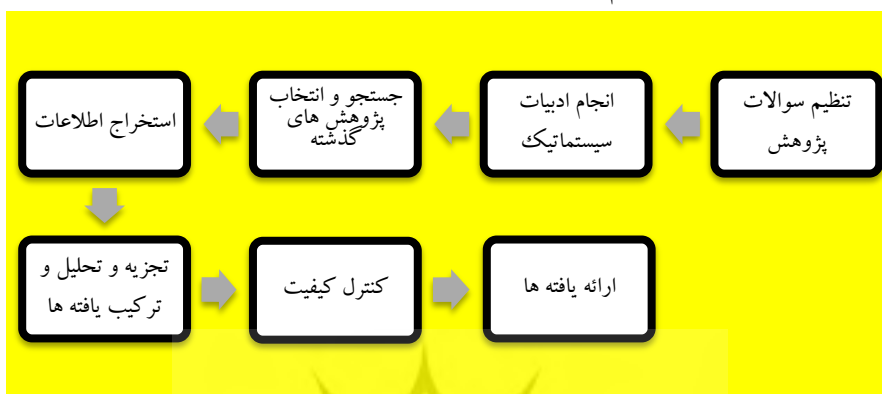 تنظیم سوالات
پژوهش
انجام ادبیات
سیستماتیک
جستجو و انتخاب
پژوهش های
گذشته
استخراج اطلاعات
تجزیه و تحلیل و
ترکیب یافته ها
کنترل کیفیت
ارائه یافته ها